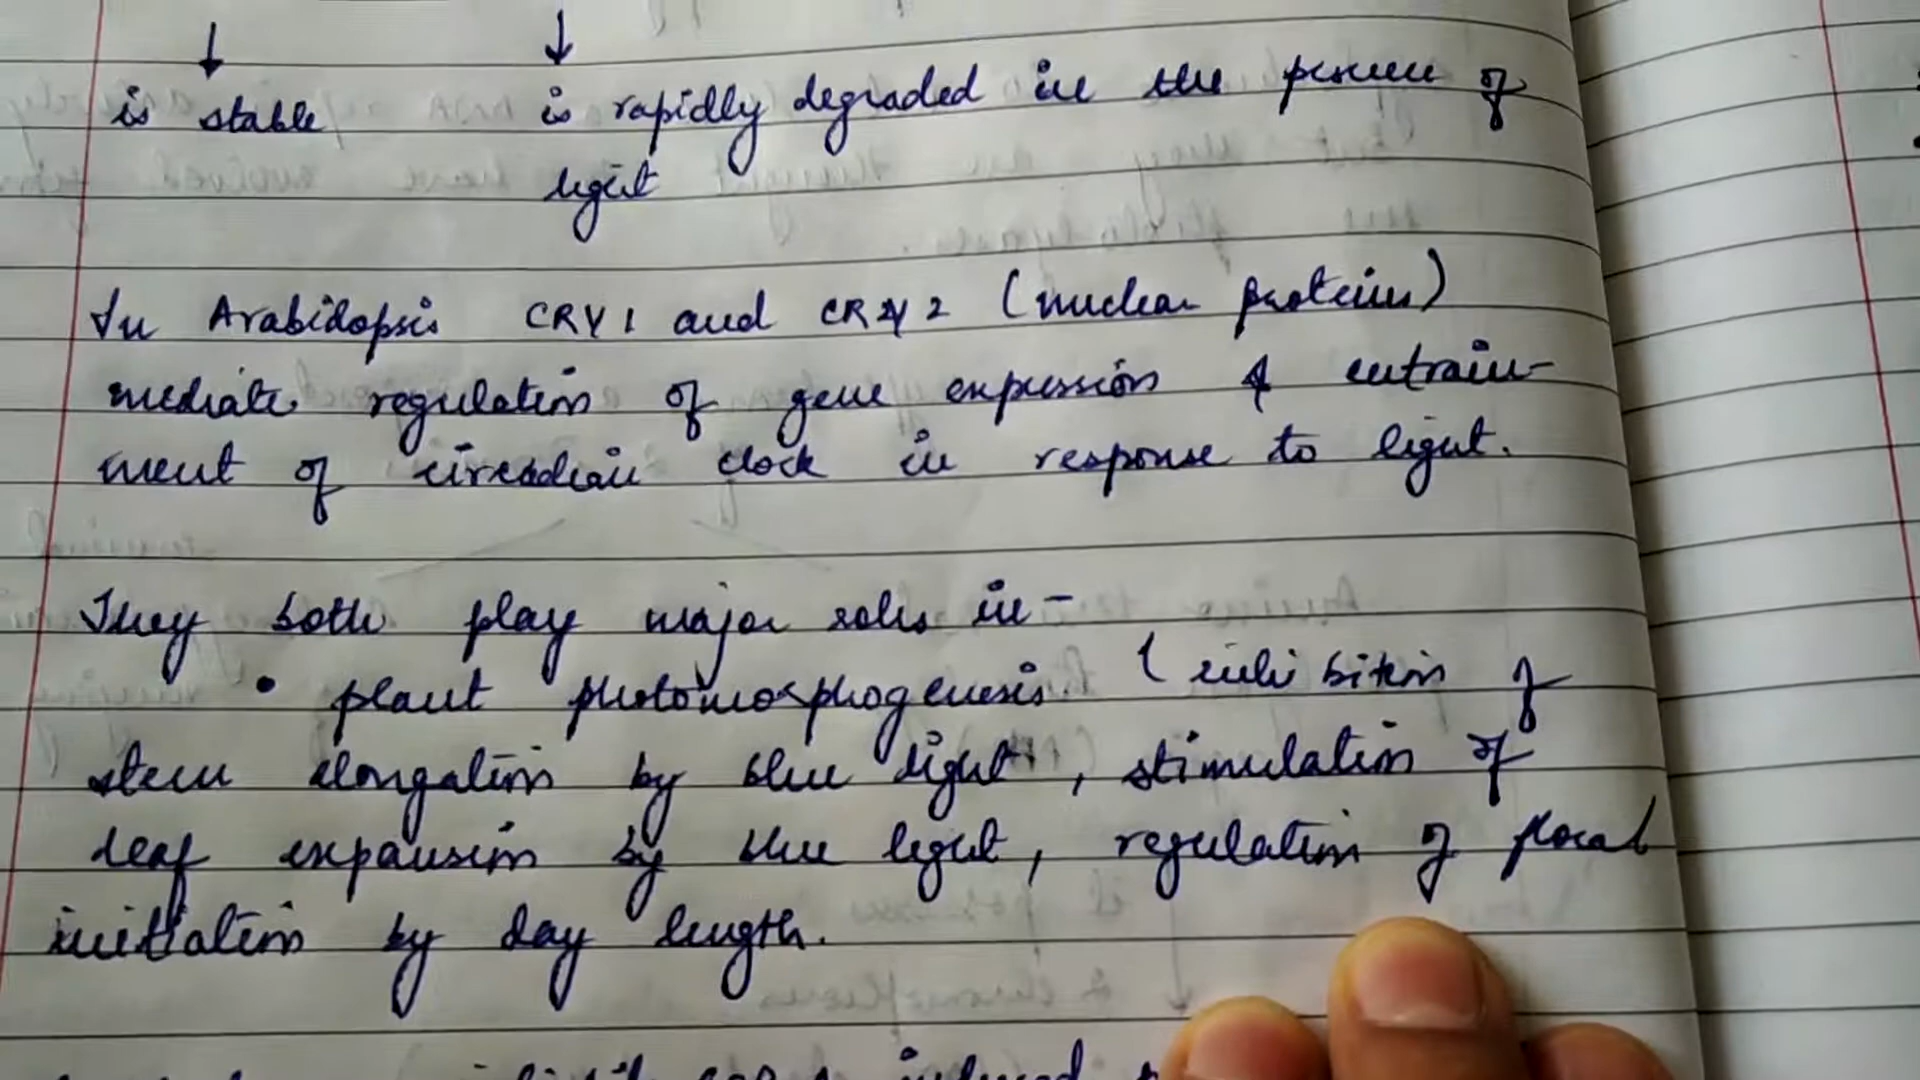 is stable is rapidly degraded in the presence of
light
In Arabidopsis CRY1 and CRY2 (nuclear proteins)
mediate regulation of gene expression & entrain-
ment of circadian clock in response to light.
They both play major roles in -
• plant photomorphogenesis (inhibition of
stem elongation by blue light, stimulation of
leaf expansion by blue light, regulation of floral
initiation by day length.
induced